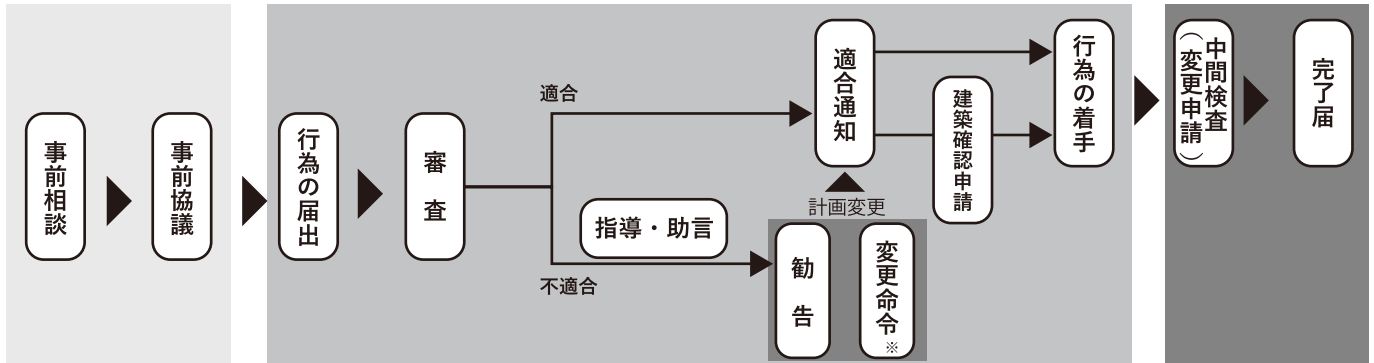 事前相談
事前協議
行為の届出
審査
適合
不適合
指導・助言
勧告
変更命令※
計画変更
適合通知
建築確認申請
行為の着手
中間検査
（変更申請）
完了届